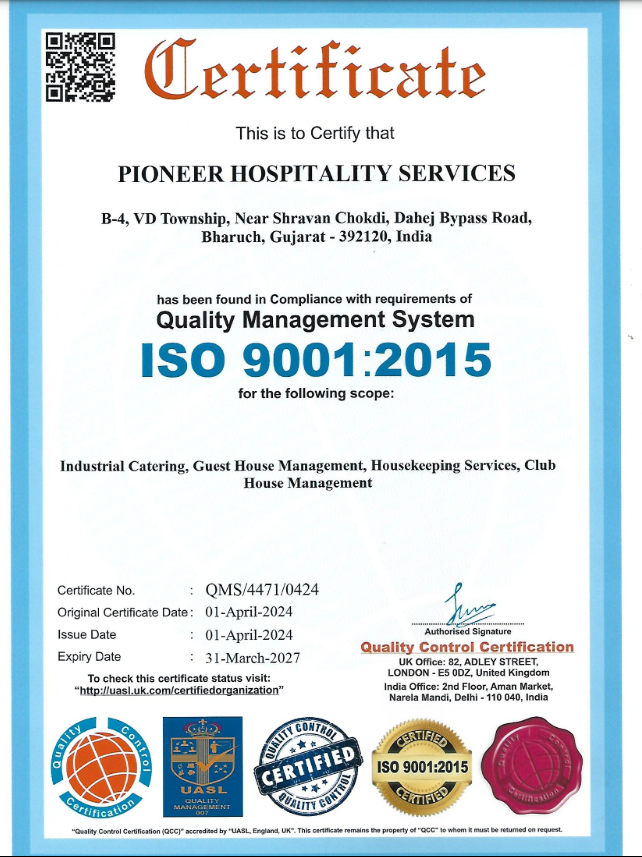 Certificate
This is to Certify that
PIONEER HOSPITALITY SERVICES
B-4, VD Township, Near Shravan Chokdi, Dahej Bypass Road,
Bharuch, Gujarat - 392120, India
has been found in Compliance with requirements of
Quality Management System
ISO 9001:2015
for the following scope:
Industrial Catering, Guest House Management, Housekeeping Services, Club
House Management
Certificate No. : QMS/4471/0424
Original Certificate Date : 01-April-2024
Issue Date : 01-April-2024
Expiry Date : 31-March-2027
To check this certificate status visit:
“http://uasl.uk.com/certifiedorganization”
Authorised Signature
Quality Control Certification
UK Office: 82, ADLEY STREET,
LONDON - E5 0DZ, United Kingdom
India Office: 2nd Floor, Aman Market,
Narela Mandi, Delhi - 110 040, India
Quality Control
Certification
UASL
QUALITY
MANAGEMENT
007
QUALITY CONTROL
CERTIFIED
QUALITY CONTROL
CERTIFIED
ISO 9001:2015
CERTIFIED
Quality Control
Certification
"Quality Control Certification (QCC)" accredited by "UASL, England, UK". This certificate remains the property of "QCC" to whom it must be returned on request.